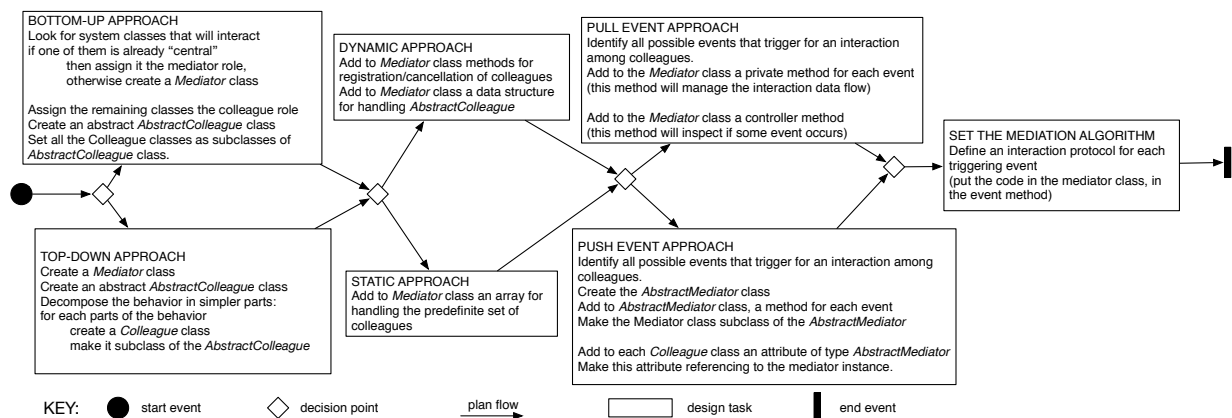 BOTTOM-UP APPROACH
Look for system classes that will interact
if one of them is already “central”
then assign it the mediator role,
otherwise create a Mediator class
Assign the remaining classes the colleague role
Create an abstract AbstractColleague class
Set all the Colleague classes as subclasses of
AbstractColleague class.
TOP-DOWN APPROACH
Create a Mediator class
Create an abstract AbstractColleague class
Decompose the behavior in simpler parts:
for each parts of the behavior
create a Colleague class
make it subclass of the AbstractColleague
DYNAMIC APPROACH
Add to Mediator class methods for
registration/cancellation of colleagues
Add to Mediator class a data structure
for handling AbstractColleague
STATIC APPROACH
Add to Mediator class an array for
handling the predefinite set of
colleagues
PULL EVENT APPROACH
Identify all possible events that trigger for an interaction
among colleagues.
Add to the Mediator class a private method for each event
(this method will manage the interaction data flow)
Add to the Mediator class a controller method
(this method will inspect if some event occurs)
PUSH EVENT APPROACH
Identify all possible events that trigger for an interaction among
colleagues.
Create the AbstractMediator class
Add to AbstractMediator class, a method for each event
Make the Mediator class subclass of the AbstractMediator
Add to each Colleague class an attribute of type AbstractMediator
Make this attribute referencing to the mediator instance.
SET THE MEDIATION ALGORITHM
Define an interaction protocol for each
triggering event
(put the code in the mediator class, in
the event method)
KEY:
start event
decision point
plan flow
design task
end event